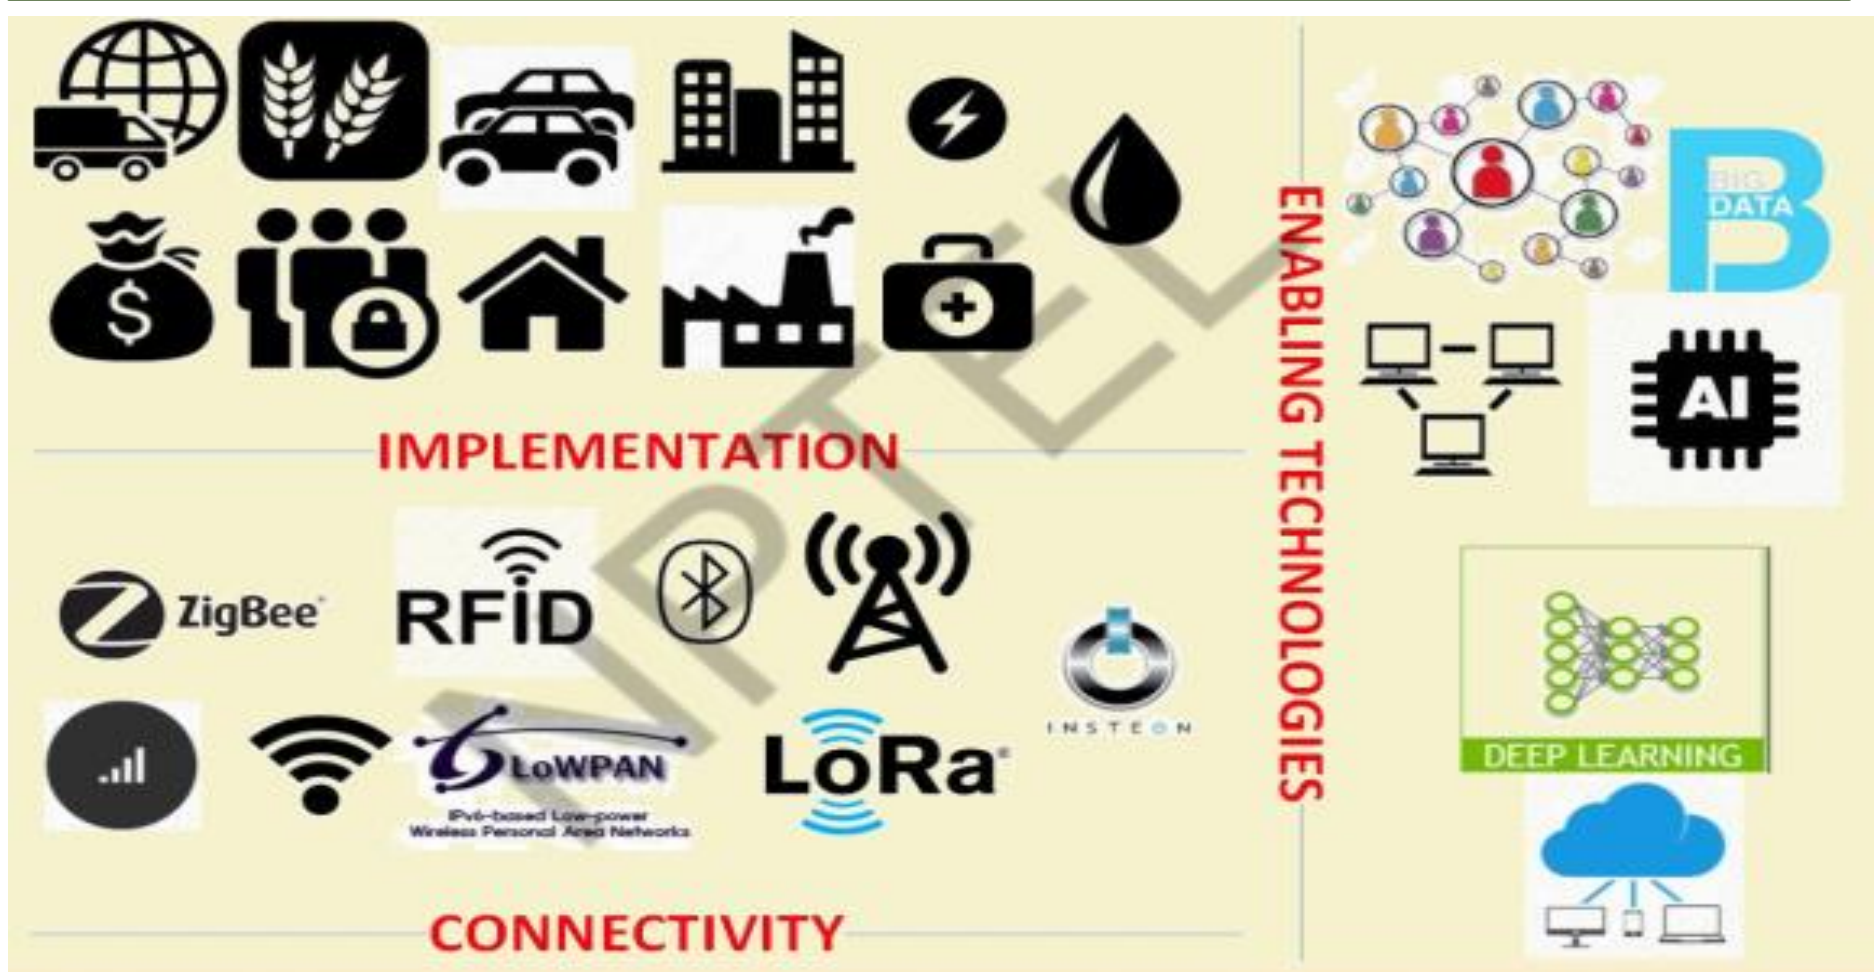 $
IMPLEMENTATION
ZigBee®
RFiD
INSTEON
6LoWPAN
IPv6-based Low-power
Wireless Personal Area Networks
LoRa®
CONNECTIVITY
ENABLING TECHNOLOGIES
BIG
DATA
AI
DEEP LEARNING
NPTEL